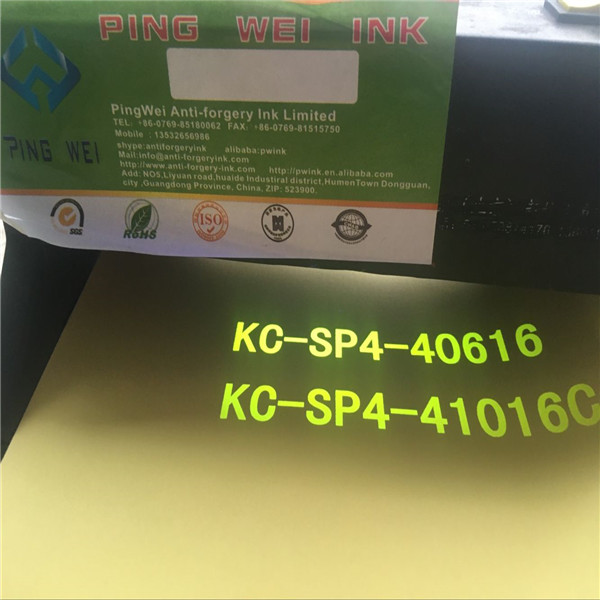 PING WEI INK
PingWei Anti-forgery Ink Limited
TEL: +86-0769-85180062 FAX: +86-0769-81515750
Mobile : 13532656986
skype:antiforgeryink alibaba:pwink
Mail:info@anti-forgeryink.com http://pwink.com
http://www.anti-forgery-ink.com
Add: NO5,Liyuan road,huaide Industiral district,HumenTown Dongguan,
city ,Guangdong Province, China. ZIP: 523900.
PING WEI
SGS
RoHS
ISO
KC-SP4-40616
KC-SP4-41016C